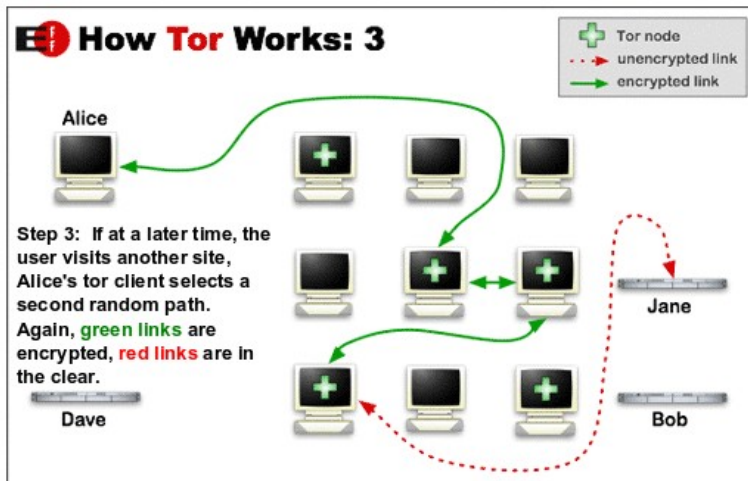 EFF How Tor Works: 3
Tor node
unencrypted link
encrypted link
Alice
Step 3: If at a later time, the
user visits another site,
Alice's tor client selects a
second random path.
Again, green links are
encrypted, red links are in
the clear.
Jane
Dave
Bob